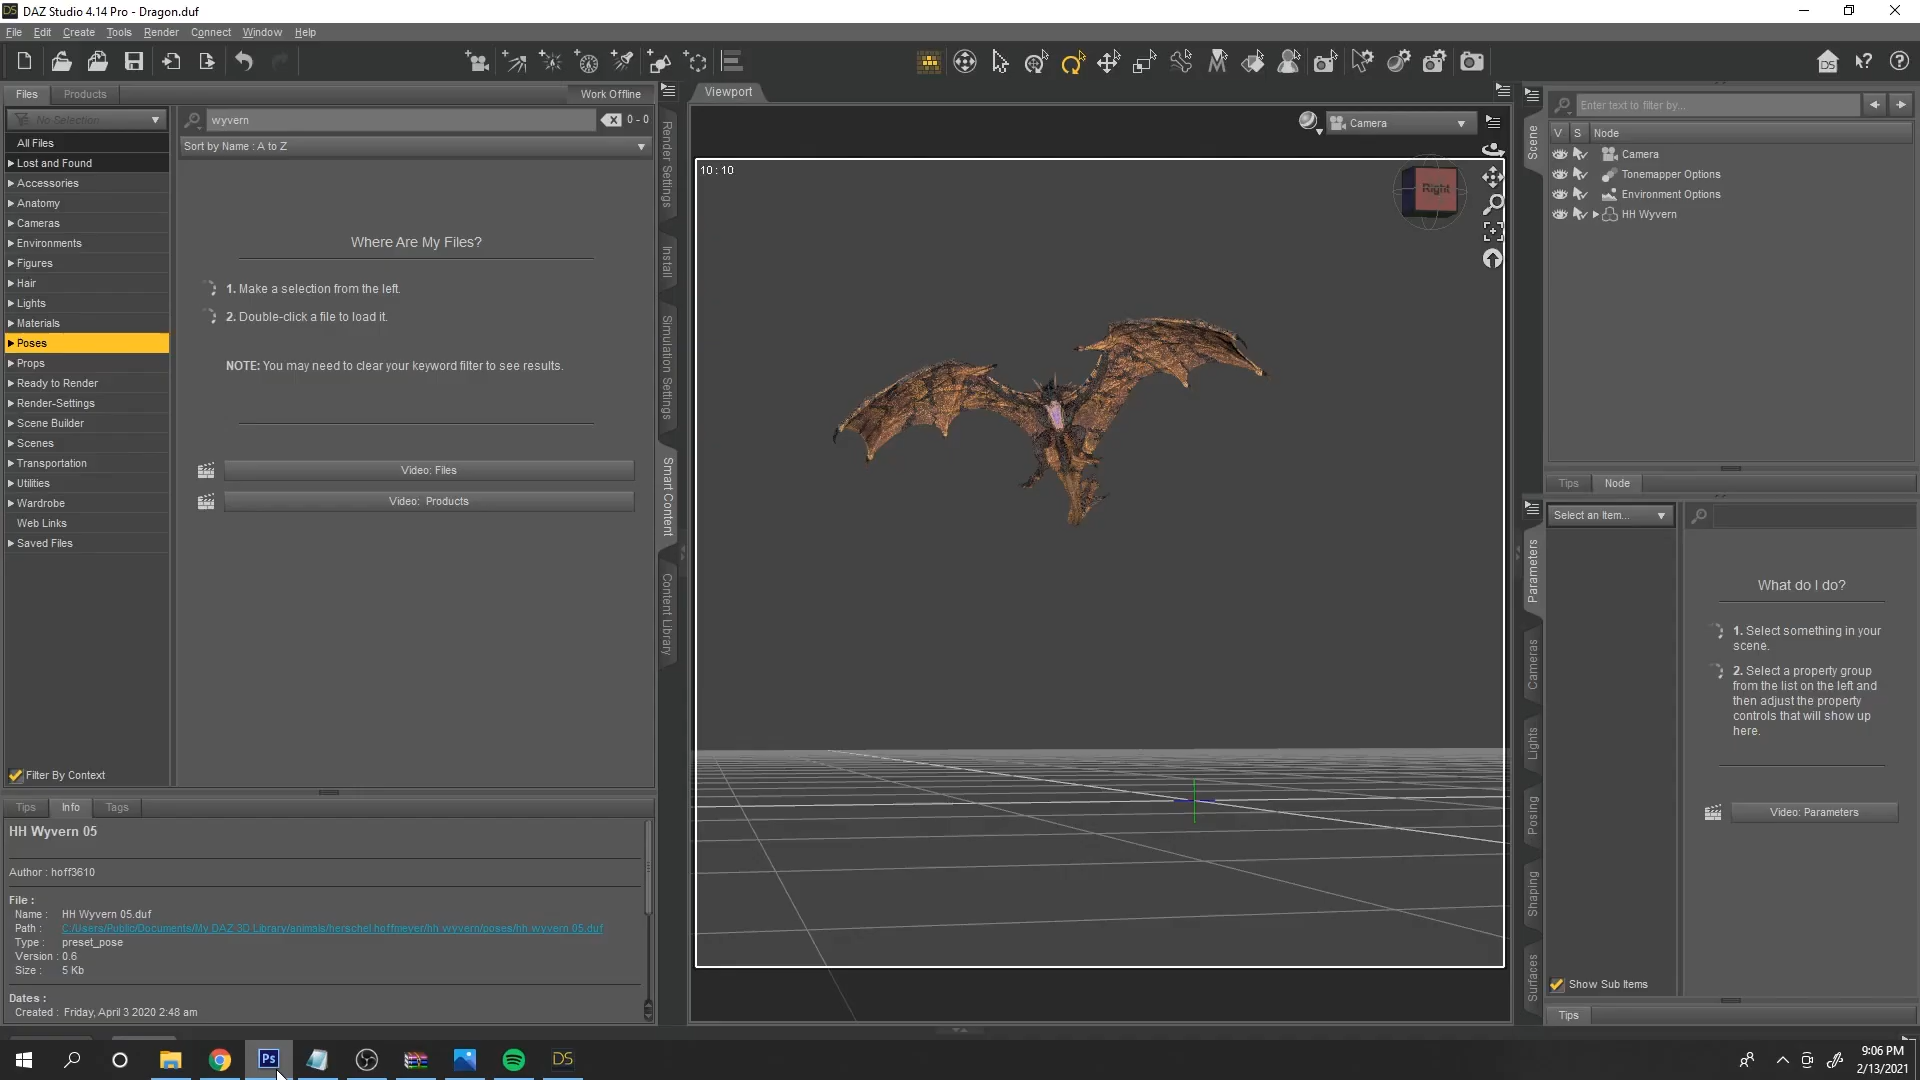 DS DAZ Studio 4.14 Pro - Dragon.duf
File Edit Create Tools Render Connect Window Help
Files Products Work Offline
No Selection
wyvern 0 - 0
Sort by Name : A to Z
All Files
Lost and Found
Accessories
Anatomy
Cameras
Environments
Figures
Hair
Lights
Materials
Poses
Props
Ready to Render
Render-Settings
Scene Builder
Scenes
Transportation
Utilities
Wardrobe
Web Links
Saved Files
Filter By Context
Where Are My Files?
1. Make a selection from the left.
2. Double-click a file to load it.
NOTE: You may need to clear your keyword filter to see results.
Video: Files
Video: Products
Render Settings
Install
Simulation Settings
Smart Content
Content Library
Tips Info Tags
HH Wyvern 05
Author : hoff3610
File :
Name : HH Wyvern 05.duf
Path : C:/Users/Public/Documents/My DAZ 3D Library/animals/herschel hoffmeyer/hh wyvern/poses/hh wyvern 05.duf
Type : preset_pose
Version : 0.6
Size : 5 Kb
Dates :
Created : Friday, April 3 2020 2:48 am
Viewport
Camera
10 : 10
Right
Scene
Enter text to filter by...
V S Node
Camera
Tonemapper Options
Environment Options
HH Wyvern
Tips Node
Select an Item...
Parameters
Cameras
Lights
Posing
Shaping
Surfaces
What do I do?
1. Select something in your
scene.
2. Select a property group
from the list on the left and
then adjust the property
controls that will show up
here.
Video: Parameters
Show Sub Items
Tips
DS
Ps
DS
9:06 PM
2/13/2021